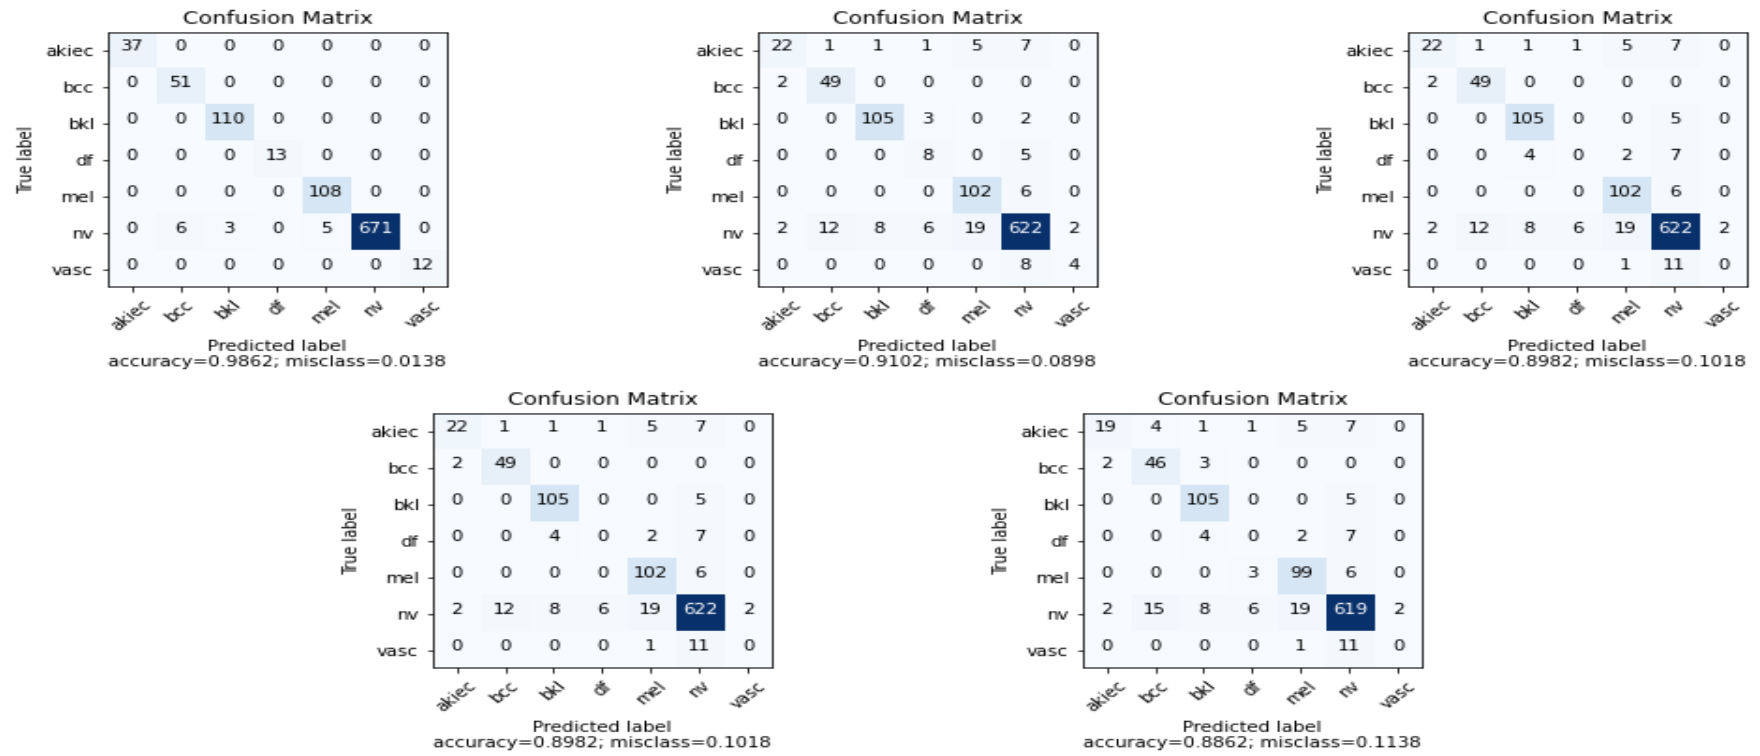 Confusion Matrix
akiec 37 0 0 0 0 0 0
bcc 0 51 0 0 0 0 0
bkl 0 0 110 0 0 0 0
df 0 0 0 13 0 0 0
mel 0 0 0 0 108 0 0
nv 0 6 3 0 5 671 0
vasc 0 0 0 0 0 0 12
True label
akiec bcc bkl df mel nv vasc
Predicted label
accuracy=0.9862; misclass=0.0138
Confusion Matrix
akiec 22 1 1 1 5 7 0
bcc 2 49 0 0 0 0 0
bkl 0 0 105 3 0 2 0
df 0 0 0 8 0 5 0
mel 0 0 0 0 102 6 0
nv 2 12 8 6 19 622 2
vasc 0 0 0 0 0 8 4
True label
akiec bcc bkl df mel nv vasc
Predicted label
accuracy=0.9102; misclass=0.0898
Confusion Matrix
akiec 22 1 1 1 5 7 0
bcc 2 49 0 0 0 0 0
bkl 0 0 105 0 0 5 0
df 0 0 4 0 2 7 0
mel 0 0 0 0 102 6 0
nv 2 12 8 6 19 622 2
vasc 0 0 0 0 1 11 0
True label
akiec bcc bkl df mel nv vasc
Predicted label
accuracy=0.8982; misclass=0.1018
Confusion Matrix
akiec 22 1 1 1 5 7 0
bcc 2 49 0 0 0 0 0
bkl 0 0 105 0 0 5 0
df 0 0 4 0 2 7 0
mel 0 0 0 0 102 6 0
nv 2 12 8 6 19 622 2
vasc 0 0 0 0 1 11 0
True label
akiec bcc bkl df mel nv vasc
Predicted label
accuracy=0.8982; misclass=0.1018
Confusion Matrix
akiec 19 4 1 1 5 7 0
bcc 2 46 3 0 0 0 0
bkl 0 0 105 0 0 5 0
df 0 0 4 0 2 7 0
mel 0 0 0 3 99 6 0
nv 2 15 8 6 19 619 2
vasc 0 0 0 0 1 11 0
True label
akiec bcc bkl df mel nv vasc
Predicted label
accuracy=0.8862; misclass=0.1138